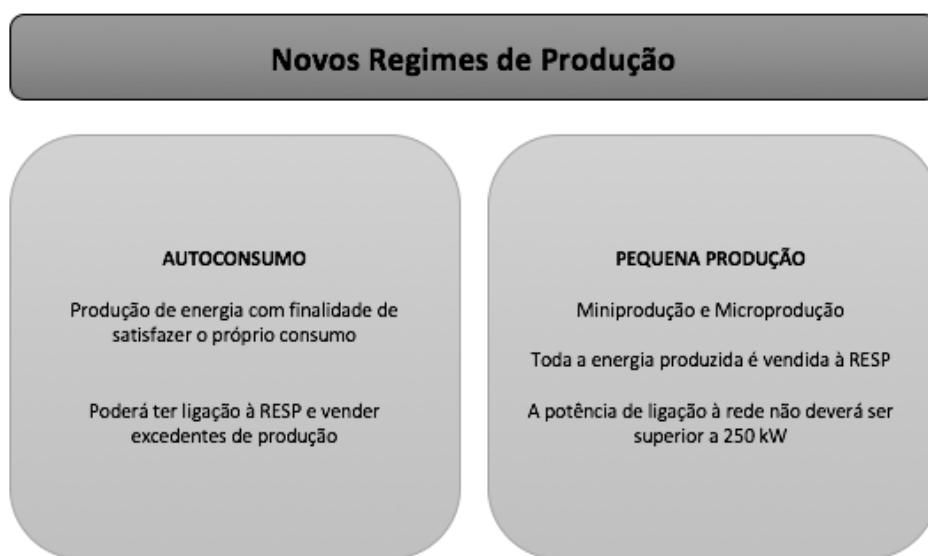 Novos Regimes de Produção
AUTOCONSUMO
Produção de energia com finalidade de
satisfazer o próprio consumo
Poderá ter ligação à RESP e vender
excedentes de produção
PEQUENA PRODUÇÃO
Miniprodução e Microprodução
Toda a energia produzida é vendida à RESP
A potência de ligação à rede não deverá ser
superior a 250 kW